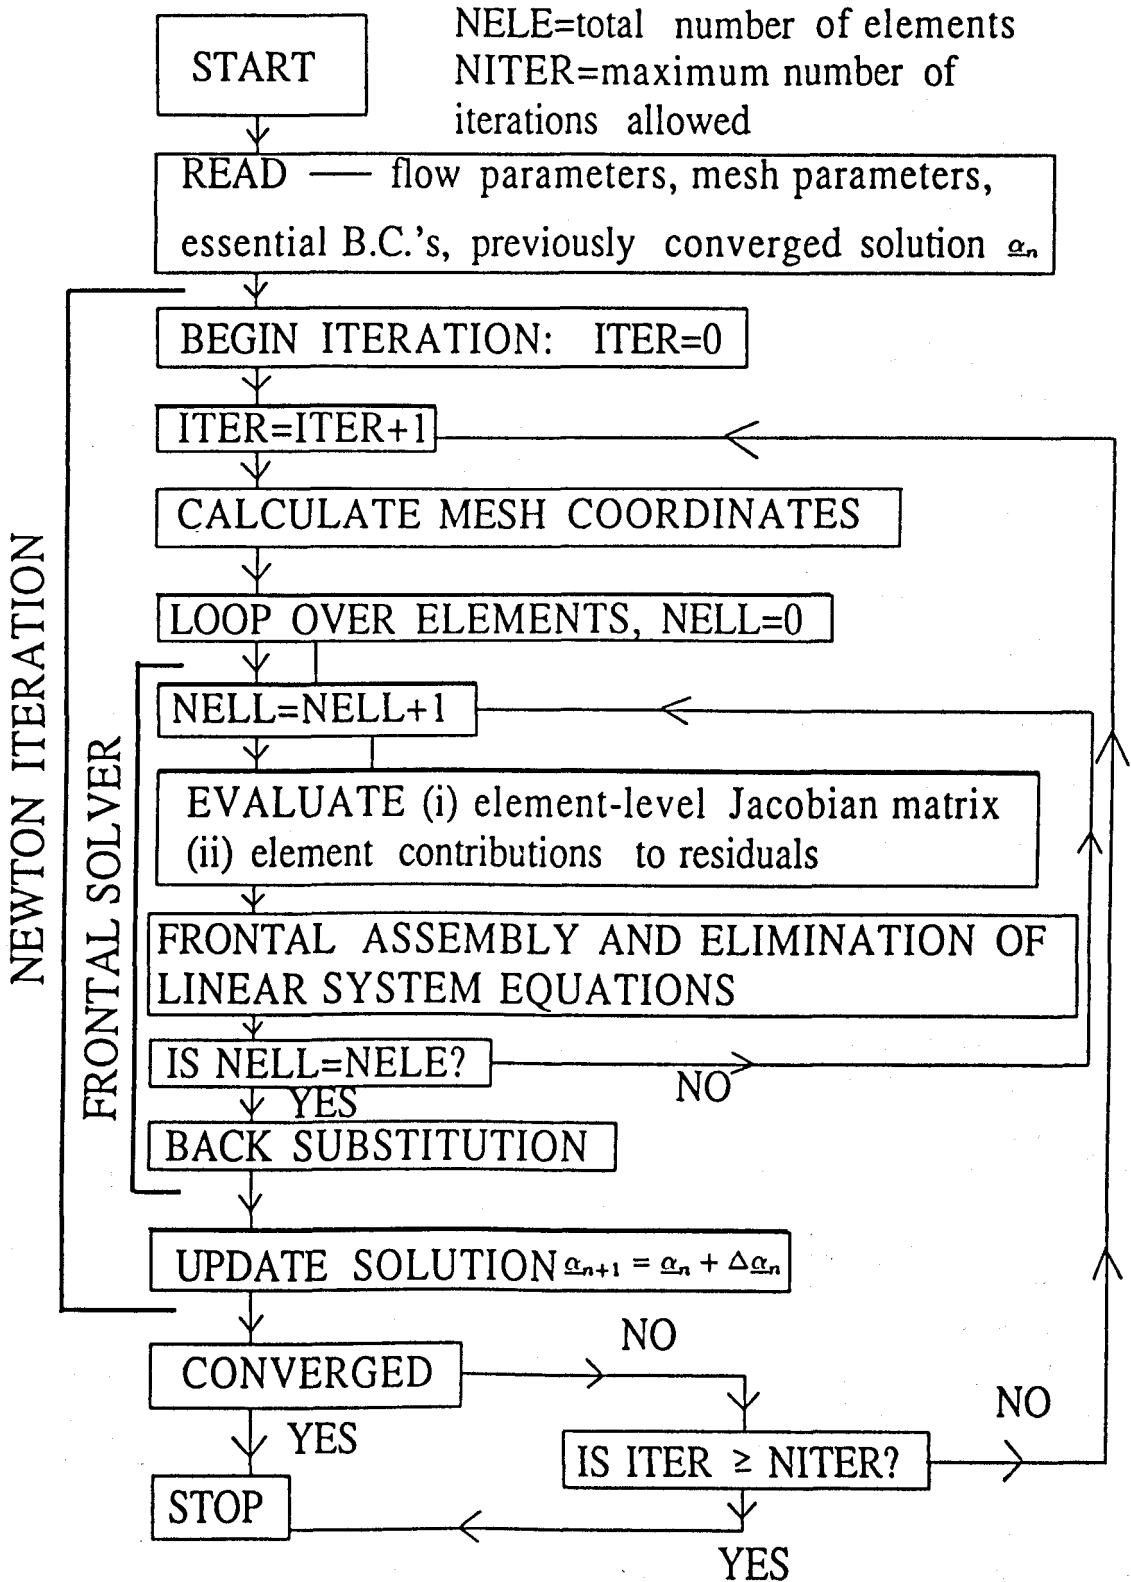 NELE=total number of elements
NITER=maximum number of
iterations allowed
START
READ — flow parameters, mesh parameters,
essential B.C.'s, previously converged solution α̲ₙ
BEGIN ITERATION: ITER=0
ITER=ITER+1
CALCULATE MESH COORDINATES
LOOP OVER ELEMENTS, NELL=0
NELL=NELL+1
EVALUATE (i) element-level Jacobian matrix
(ii) element contributions to residuals
FRONTAL ASSEMBLY AND ELIMINATION OF
LINEAR SYSTEM EQUATIONS
IS NELL=NELE?
NO
YES
BACK SUBSTITUTION
UPDATE SOLUTION α̲ₙ₊₁ = α̲ₙ + Δα̲ₙ
NO
CONVERGED
YES
NO
IS ITER ≥ NITER?
STOP
YES
NEWTON ITERATION
FRONTAL SOLVER